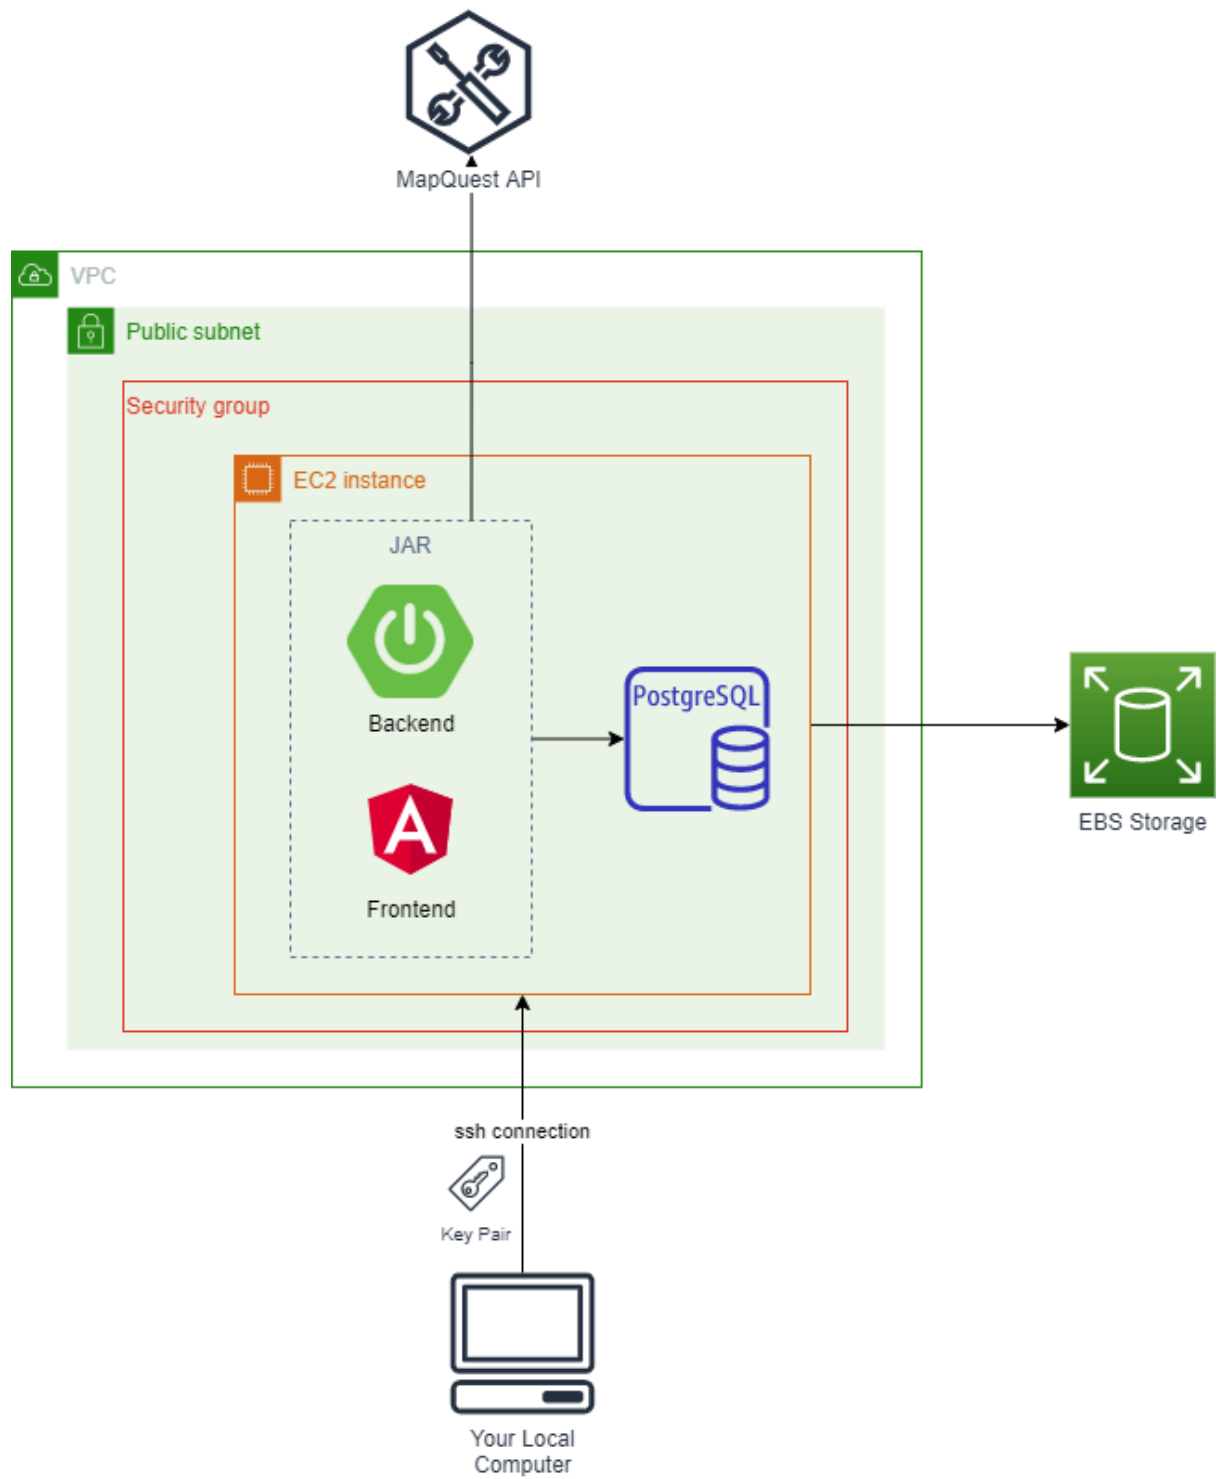 MapQuest API
VPC
Public subnet
Security group
EC2 instance
JAR
Backend
PostgreSQL
Frontend
EBS Storage
ssh connection
Key Pair
Your Local
Computer